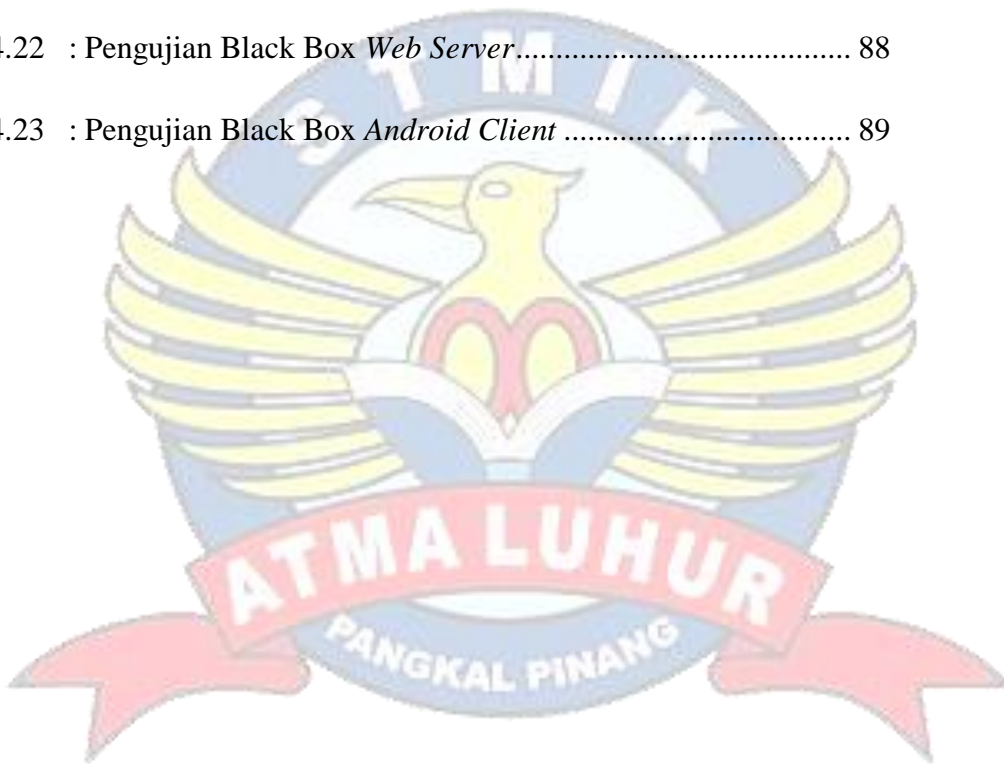 4.22 : Pengujian Black Box Web Server.......................................... 88
4.23 : Pengujian Black Box Android Client .................................... 89
STMIK
ATMA LUHUR
PANGKAL PINANG